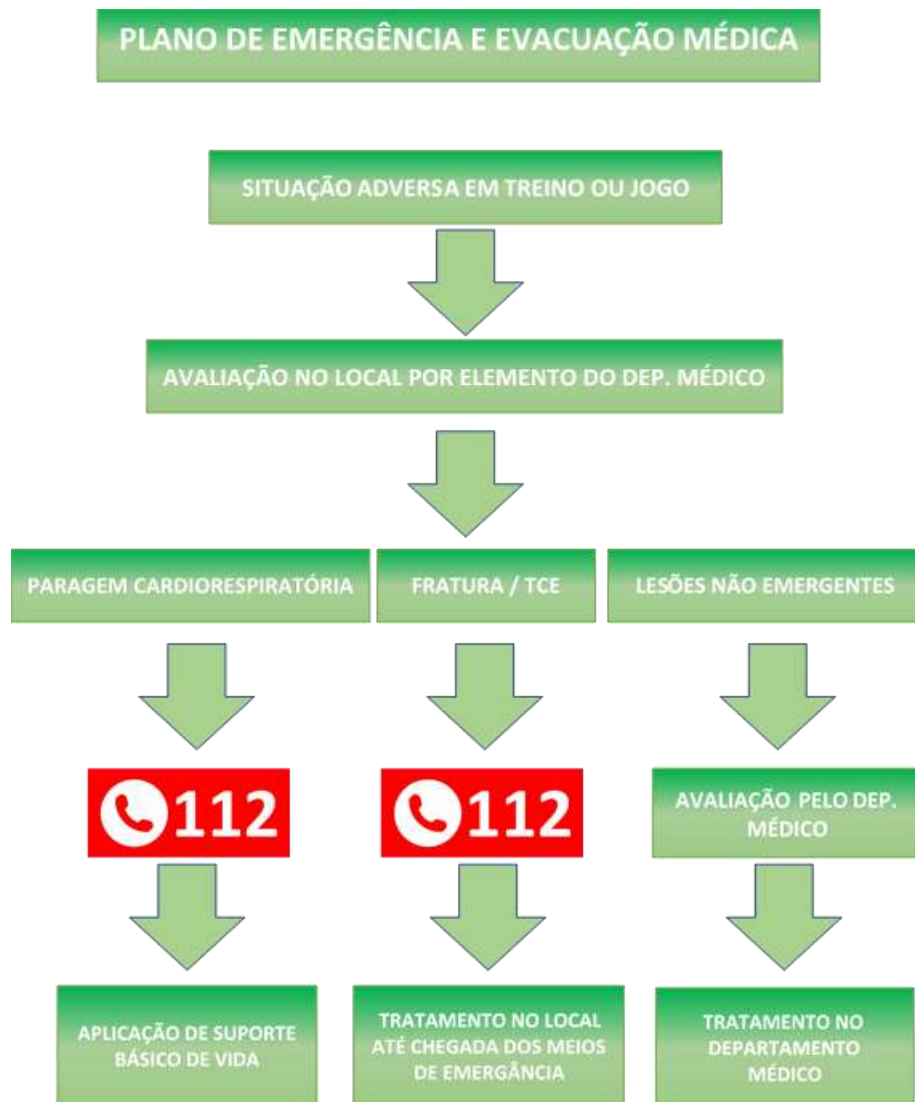 PLANO DE EMERGÊNCIA E EVACUAÇÃO MÉDICA
SITUAÇÃO ADVERSA EM TREINO OU JOGO
AVALIAÇÃO NO LOCAL POR ELEMENTO DO DEP. MÉDICO
PARAGEM CARDIORESPIRATÓRIA
FRATURA / TCE
LESÕES NÃO EMERGENTES
112
112
AVALIAÇÃO PELO DEP.
MÉDICO
APLICAÇÃO DE SUPORTE
BÁSICO DE VIDA
TRATAMENTO NO LOCAL
ATÉ CHEGADA DOS MEIOS
DE EMERGÂNCIA
TRATAMENTO NO
DEPARTAMENTO
MÉDICO